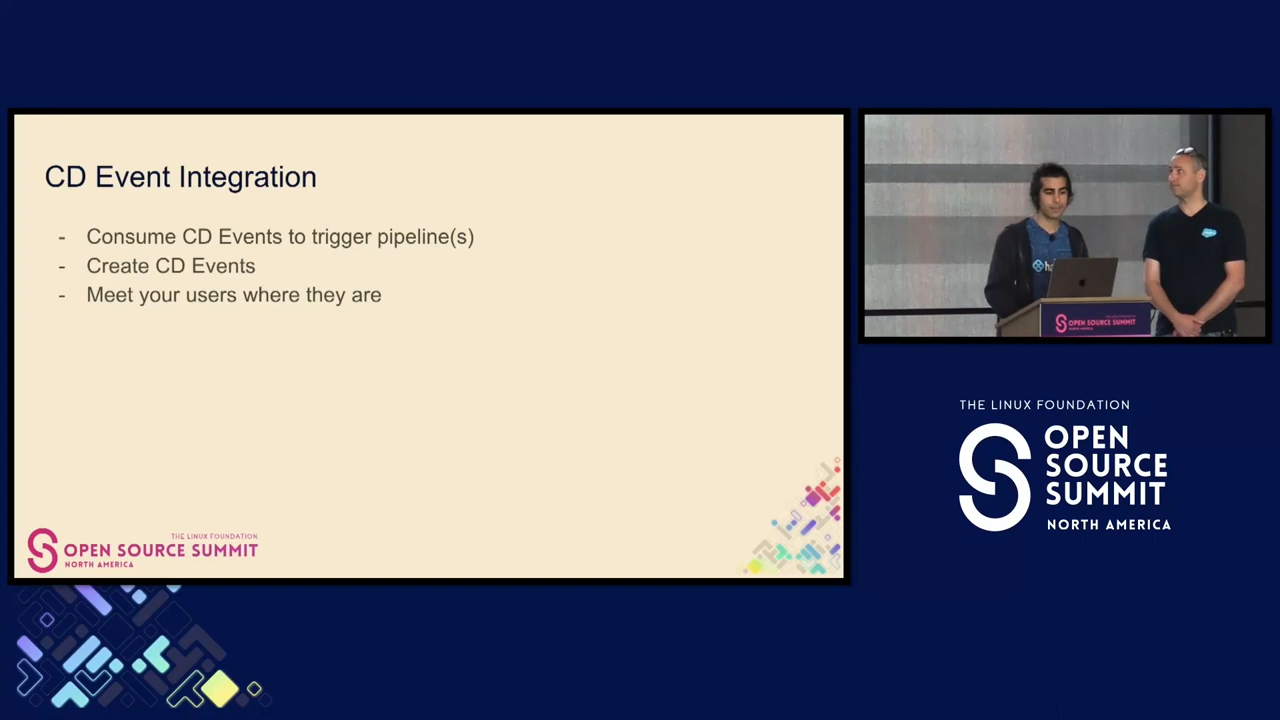 CD Event Integration
- Consume CD Events to trigger pipeline(s)
- Create CD Events
- Meet your users where they are
THE LINUX FOUNDATION
OPEN SOURCE SUMMIT
NORTH AMERICA
OPEN SOURCE SUMMIT
THE LINUX FOUNDATION
OPEN
SOURCE
SUMMIT
NORTH AMERICA